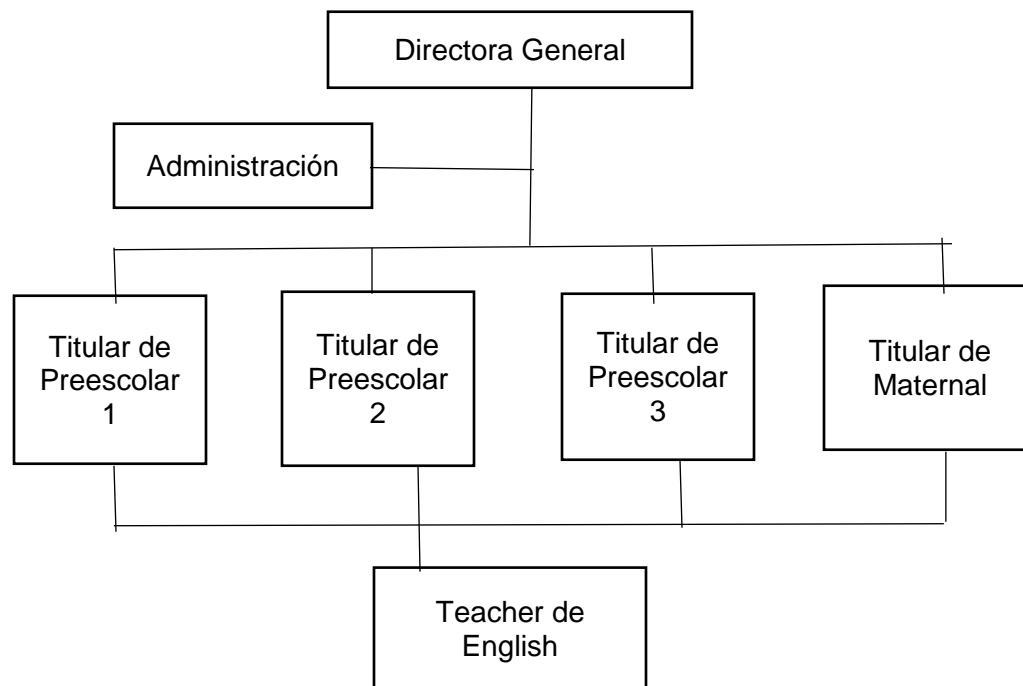 Directora General
Administración
Titular de
Preescolar
1
Titular de
Preescolar
2
Titular de
Preescolar
3
Titular de
Maternal
Teacher de
English